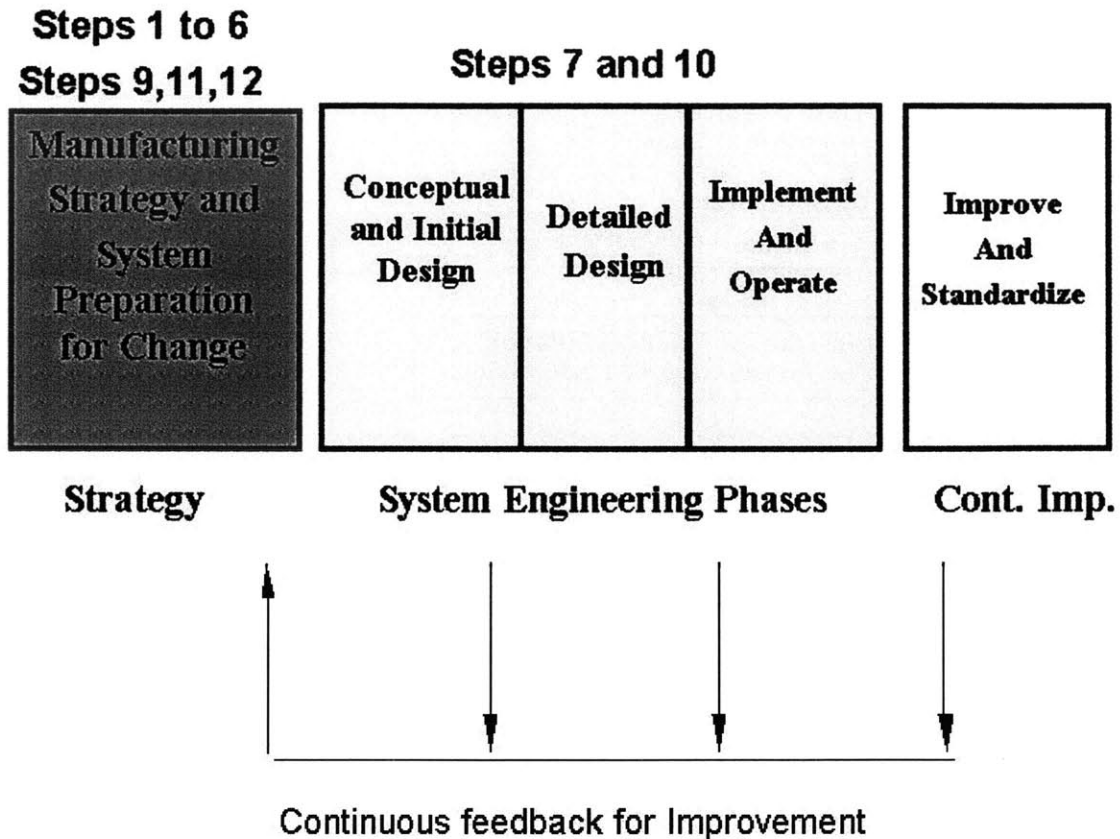 Steps 1 to 6
Steps 9,11,12
Steps 7 and 10
Manufacturing
Strategy and
System
Preparation
for Change
Conceptual
and Initial
Design
Detailed
Design
Implement
And
Operate
Improve
And
Standardize
Strategy
System Engineering Phases
Cont. Imp.
Continuous feedback for Improvement